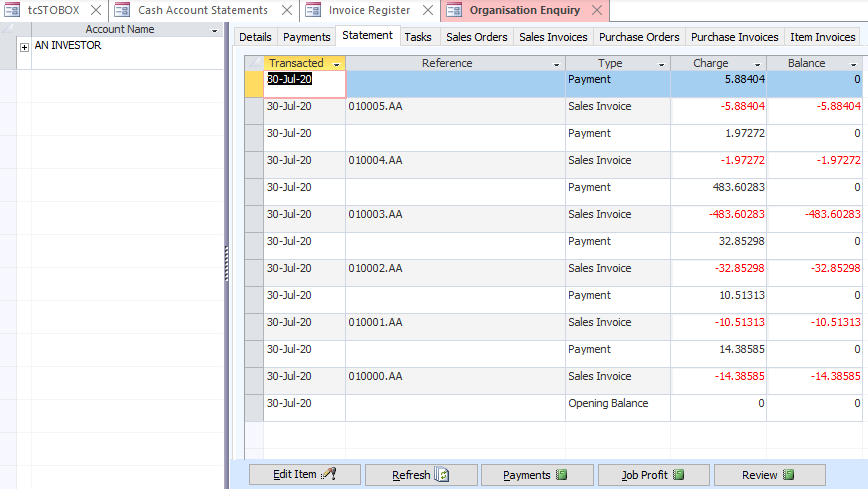 tcSTOBOX Cash Account Statements Invoice Register Organisation Enquiry
Account Name
AN INVESTOR
Details Payments Statement Tasks Sales Orders Sales Invoices Purchase Orders Purchase Invoices Item Invoices
Transacted Reference Type Charge Balance
30-Jul-20 Payment 5.88404 0
30-Jul-20 010005.AA Sales Invoice -5.88404 -5.88404
30-Jul-20 Payment 1.97272 0
30-Jul-20 010004.AA Sales Invoice -1.97272 -1.97272
30-Jul-20 Payment 483.60283 0
30-Jul-20 010003.AA Sales Invoice -483.60283 -483.60283
30-Jul-20 Payment 32.85298 0
30-Jul-20 010002.AA Sales Invoice -32.85298 -32.85298
30-Jul-20 Payment 10.51313 0
30-Jul-20 010001.AA Sales Invoice -10.51313 -10.51313
30-Jul-20 Payment 14.38585 0
30-Jul-20 010000.AA Sales Invoice -14.38585 -14.38585
30-Jul-20 Opening Balance 0 0
Edit Item Refresh Payments Job Profit Review